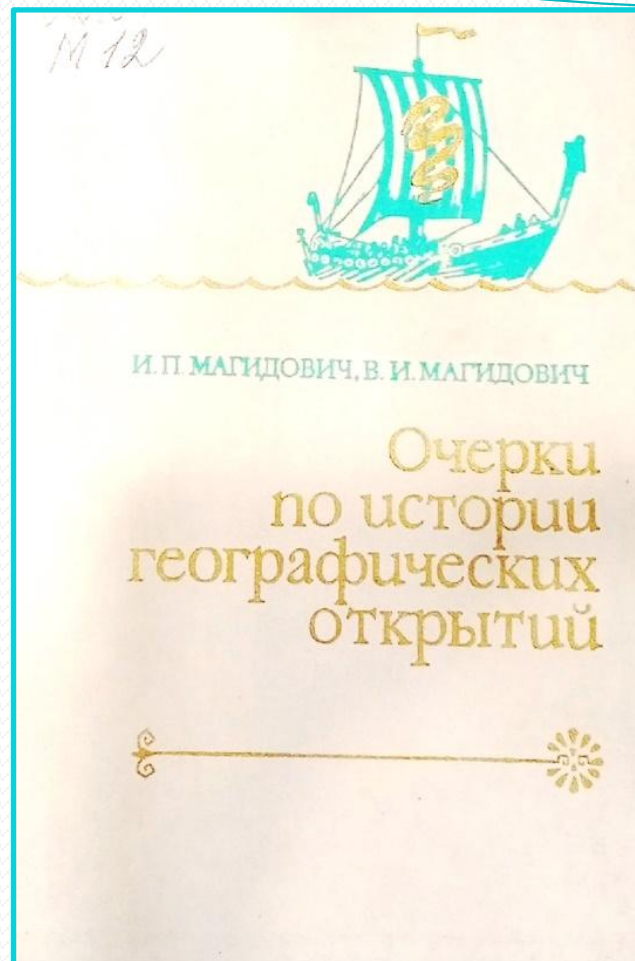 М 12
И. П. МАГИДОВИЧ, В. И. МАГИДОВИЧ
Очерки
по истории
географических
открытий